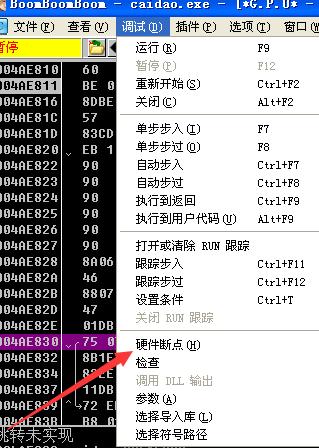 BoomBoomBoom - caidao.exe - [*G.P.U*
文件(F) 查看(V) 调试(I) 插件(P) 选项(T) 窗口
暂停
004AE810 60
004AE811 BE 0
004AE816 8DBE
004AE81C 57
004AE81D 83CD
004AE820 EB 1
004AE822 90
004AE823 90
004AE824 90
004AE825 90
004AE826 90
004AE827 90
004AE828 8A06
004AE82A 46
004AE82B 8807
004AE82D 47
004AE82E 01DB
004AE830 75 0
004AE832 8B1E
83EE
11DB
72 E
跳转未实现
运行(R) F9
暂停(P) F12
重新开始(S) Ctrl+F2
关闭(C) Alt+F2
单步步入(I) F7
单步步过(O) F8
自动步入 Ctrl+F7
自动步过 Ctrl+F8
执行到返回 Ctrl+F9
执行到用户代码(U) Alt+F9
打开或清除 RUN 跟踪
跟踪步入 Ctrl+F11
跟踪步过 Ctrl+F12
设置条件 Ctrl+T
关闭 RUN 跟踪
硬件断点(H)
检查
调用 DLL 输出
参数(A)
选择导入库(L)
选择符号路径